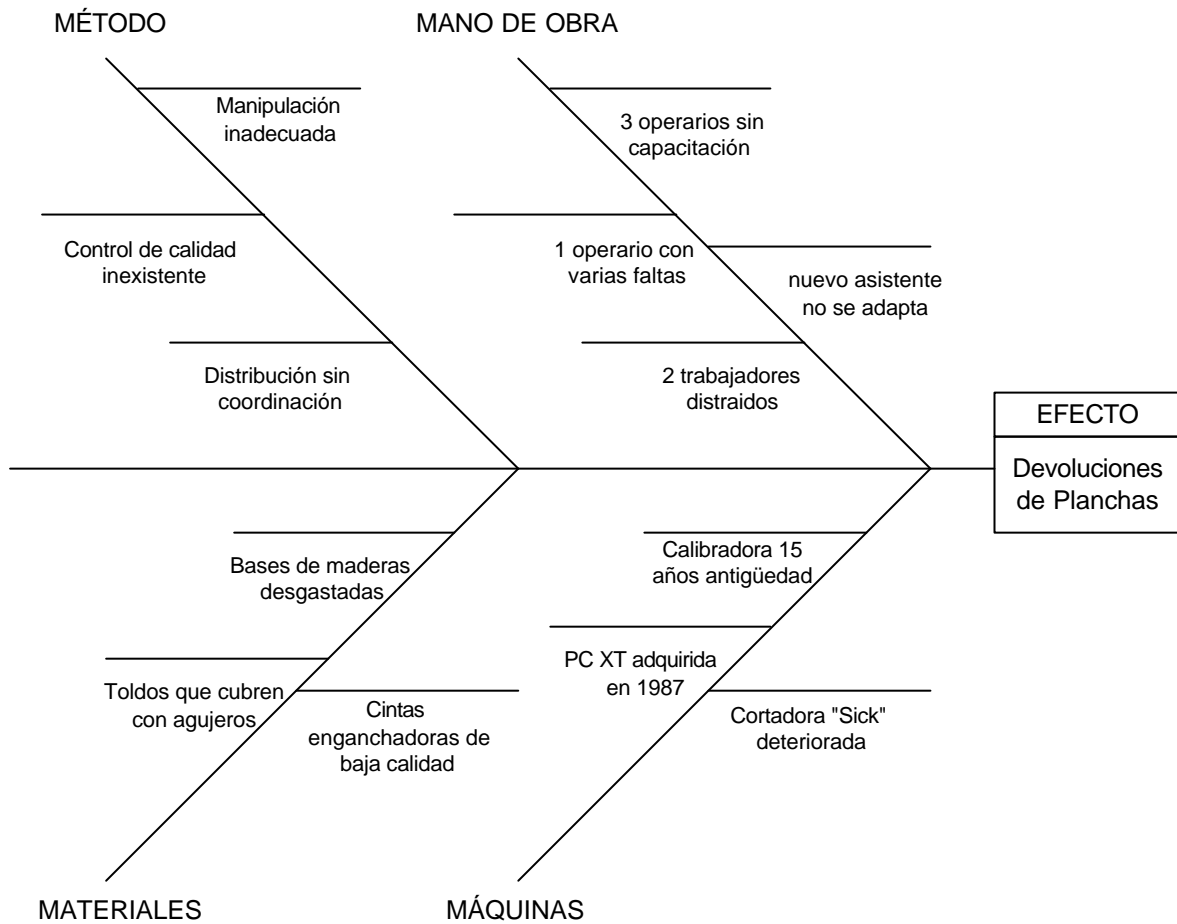 MÉTODO
MANO DE OBRA
Manipulación
inadecuada
3 operarios sin
capacitación
Control de calidad
inexistente
1 operario con
varias faltas
nuevo asistente
no se adapta
Distribución sin
coordinación
2 trabajadores
distraidos
EFECTO
Devoluciones
de Planchas
Bases de maderas
desgastadas
Calibradora 15
años antigüedad
Toldos que cubren
con agujeros
PC XT adquirida
en 1987
Cintas
enganchadoras de
baja calidad
Cortadora "Sick"
deteriorada
MATERIALES
MÁQUINAS